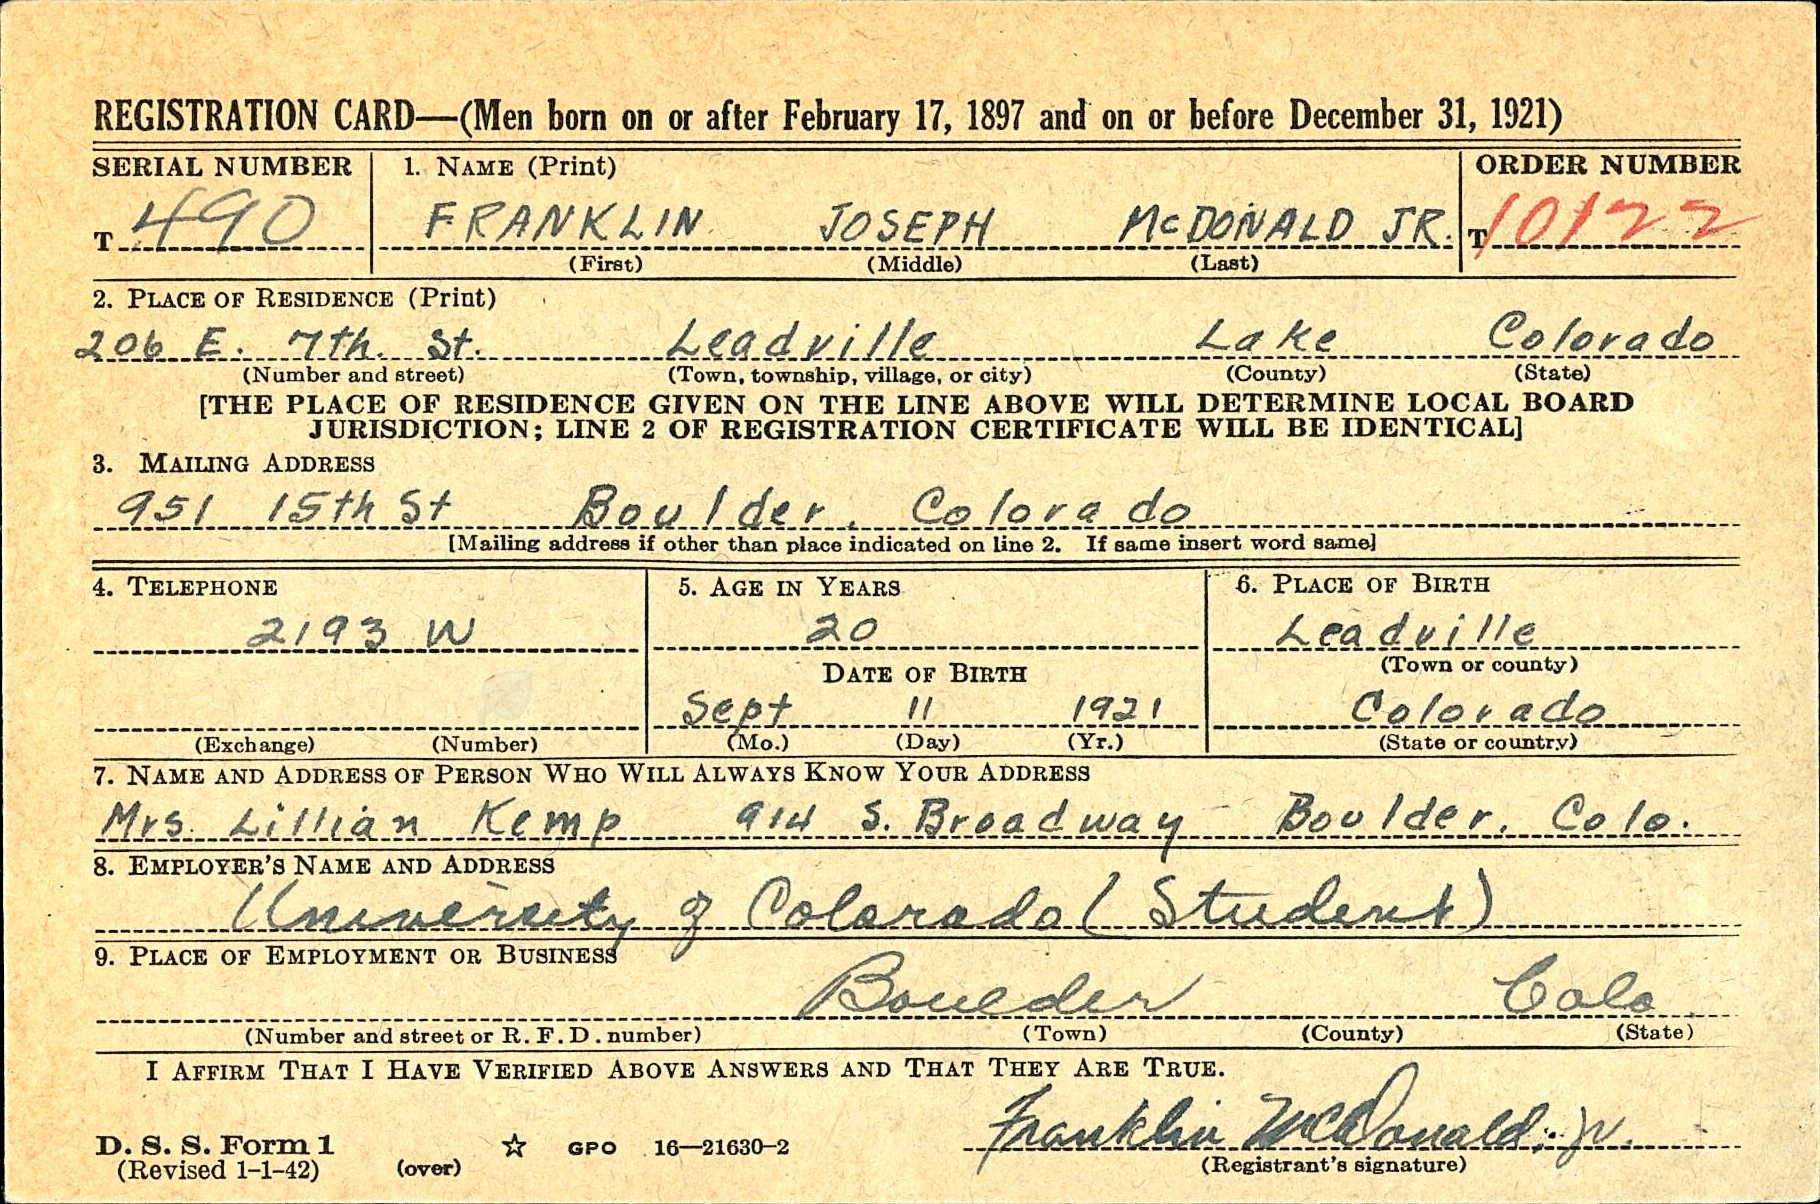 REGISTRATION CARD—(Men born on or after February 17, 1897 and on or before December 31, 1921)
SERIAL NUMBER 1. NAME (Print) ORDER NUMBER
T 490 FRANKLIN JOSEPH McDONALD JR. T 10122
(First) (Middle) (Last)
2. PLACE OF RESIDENCE (Print)
206 E. 7th. St. Leadville Lake Colorado
(Number and street) (Town, township, village, or city) (County) (State)
[THE PLACE OF RESIDENCE GIVEN ON THE LINE ABOVE WILL DETERMINE LOCAL BOARD
JURISDICTION; LINE 2 OF REGISTRATION CERTIFICATE WILL BE IDENTICAL]
3. MAILING ADDRESS
951 15th St Boulder, Colorado
[Mailing address if other than place indicated on line 2. If same insert word same]
4. TELEPHONE 5. AGE IN YEARS 6. PLACE OF BIRTH
2193 W 20 Leadville
(Town or county)
DATE OF BIRTH
Sept 11 1921 Colorado
(Exchange) (Number) (Mo.) (Day) (Yr.) (State or country)
7. NAME AND ADDRESS OF PERSON WHO WILL ALWAYS KNOW YOUR ADDRESS
Mrs. Lillian Kemp 914 S. Broadway Boulder, Colo.
8. EMPLOYER'S NAME AND ADDRESS
University of Colorado (Student)
9. PLACE OF EMPLOYMENT OR BUSINESS
Boulder Colo
(Number and street or R. F. D. number) (Town) (County) (State)
I AFFIRM THAT I HAVE VERIFIED ABOVE ANSWERS AND THAT THEY ARE TRUE.
Franklin McDonald, Jr.
D. S. S. Form 1 ☆ GPO 16—21630-2
(Revised 1-1-42) (over) (Registrant's signature)